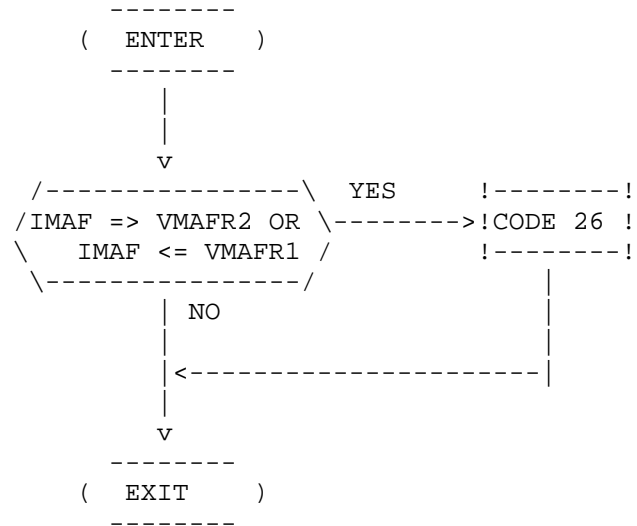 ENTER
YES
IMAF => VMAFR2 OR
CODE 26
IMAF <= VMAFR1
NO
v
EXIT